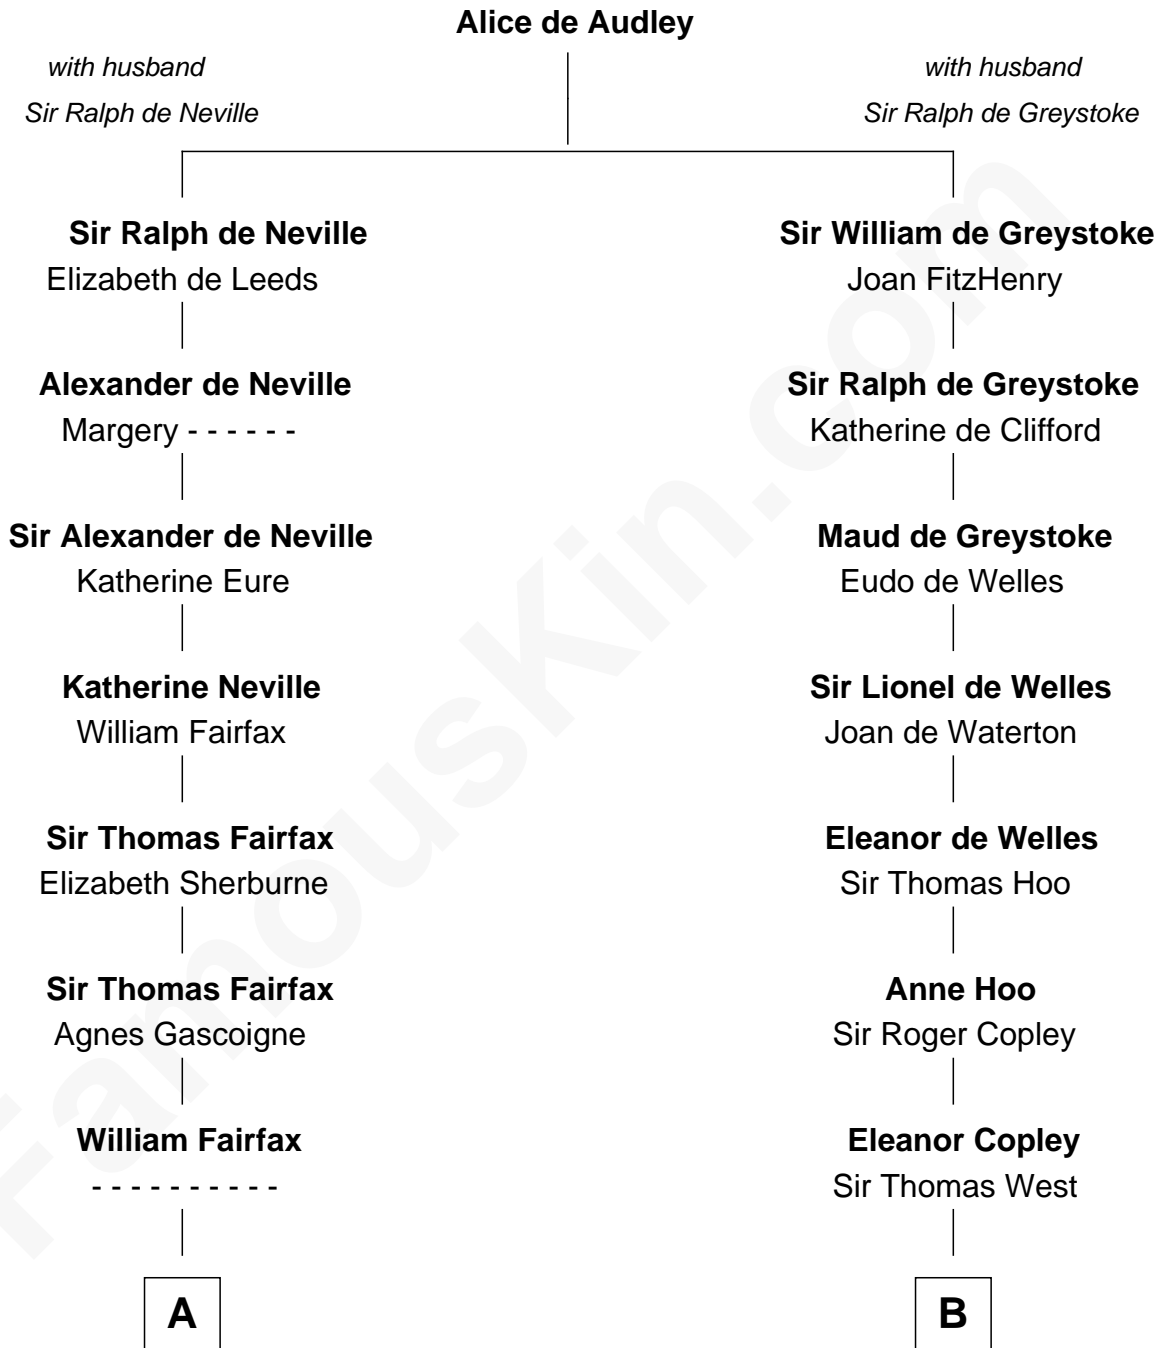 Alice de Audley
with husband
Sir Ralph de Neville
with husband
Sir Ralph de Greystoke
Sir Ralph de Neville
Elizabeth de Leeds
Sir William de Greystoke
Joan FitzHenry
Alexander de Neville
Margery - - - - - -
Sir Ralph de Greystoke
Katherine de Clifford
Sir Alexander de Neville
Katherine Eure
Maud de Greystoke
Eudo de Welles
Katherine Neville
William Fairfax
Sir Lionel de Welles
Joan de Waterton
Sir Thomas Fairfax
Elizabeth Sherburne
Eleanor de Welles
Sir Thomas Hoo
Sir Thomas Fairfax
Agnes Gascoigne
Anne Hoo
Sir Roger Copley
William Fairfax
- - - - - - - - - -
Eleanor Copley
Sir Thomas West
A
B
FamousKin.com